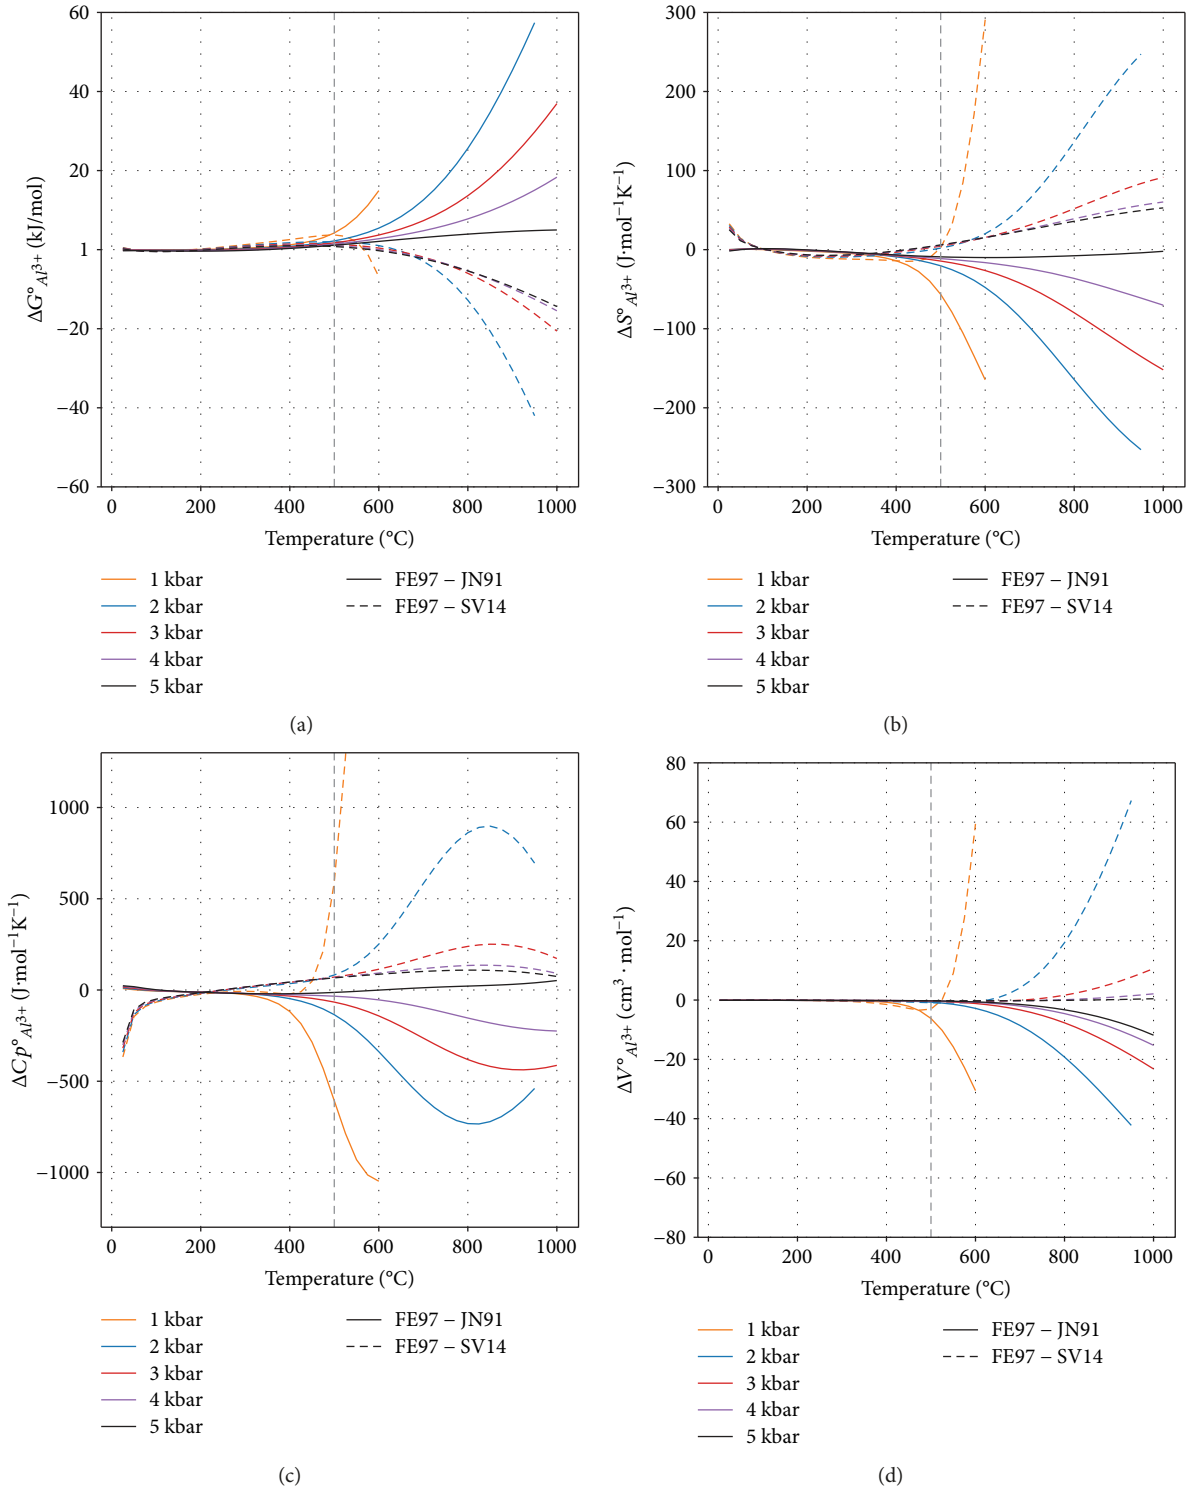 60
40
20
1
−20
−40
−60
ΔG°Al³⁺ (kJ/mol)
0 200 400 600 800 1000
Temperature (°C)
1 kbar
2 kbar
3 kbar
4 kbar
5 kbar
FE97 − JN91
FE97 − SV14
(a)
300
200
100
0
−100
−200
−300
ΔS°Al³⁺ (J·mol⁻¹K⁻¹)
0 200 400 600 800 1000
Temperature (°C)
1 kbar
2 kbar
3 kbar
4 kbar
5 kbar
FE97 − JN91
FE97 − SV14
(b)
1000
500
0
−500
−1000
ΔCp°Al³⁺ (J·mol⁻¹K⁻¹)
0 200 400 600 800 1000
Temperature (°C)
1 kbar
2 kbar
3 kbar
4 kbar
5 kbar
FE97 − JN91
FE97 − SV14
(c)
80
60
40
20
0
−20
−40
−60
−80
ΔV°Al³⁺ (cm³ · mol⁻¹)
0 200 400 600 800 1000
Temperature (°C)
1 kbar
2 kbar
3 kbar
4 kbar
5 kbar
FE97 − JN91
FE97 − SV14
(d)